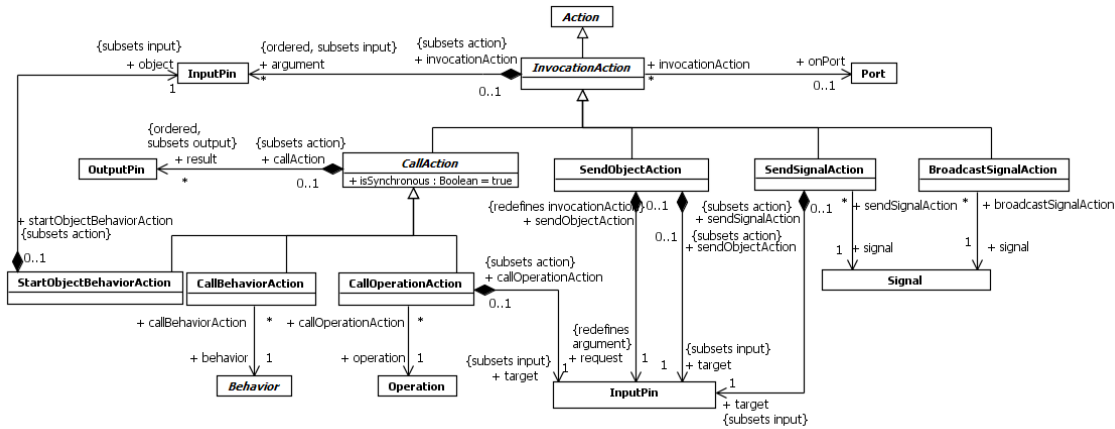 Action
{subsets input}
+ object
1
InputPin
{ordered, subsets input}
+ argument
*
{subsets action}
+ invocationAction
0..1
InvocationAction
+ invocationAction
*
+ onPort
0..1
Port
OutputPin
{ordered,
subsets output}
+ result
*
{subsets action}
+ callAction
0..1
CallAction
+ isSynchronous : Boolean = true
SendObjectAction
SendSignalAction
BroadcastSignalAction
+ startObjectBehaviorAction
{subsets action}
0..1
{redefines invocationAction}
+ sendObjectAction
0..1
0..1
{subsets action}
+ sendSignalAction
0..1
{subsets action}
+ sendObjectAction
*
+ sendSignalAction
*
+ broadcastSignalAction
1
+ signal
1
+ signal
StartObjectBehaviorAction
CallBehaviorAction
CallOperationAction
{subsets action}
+ callOperationAction
0..1
Signal
+ callBehaviorAction
*
+ callOperationAction
*
+ behavior
1
+ operation
1
{subsets input}
+ target
1
{redefines
argument}
+ request
1
1
{subsets input}
+ target
1
+ target
{subsets input}
Behavior
Operation
InputPin